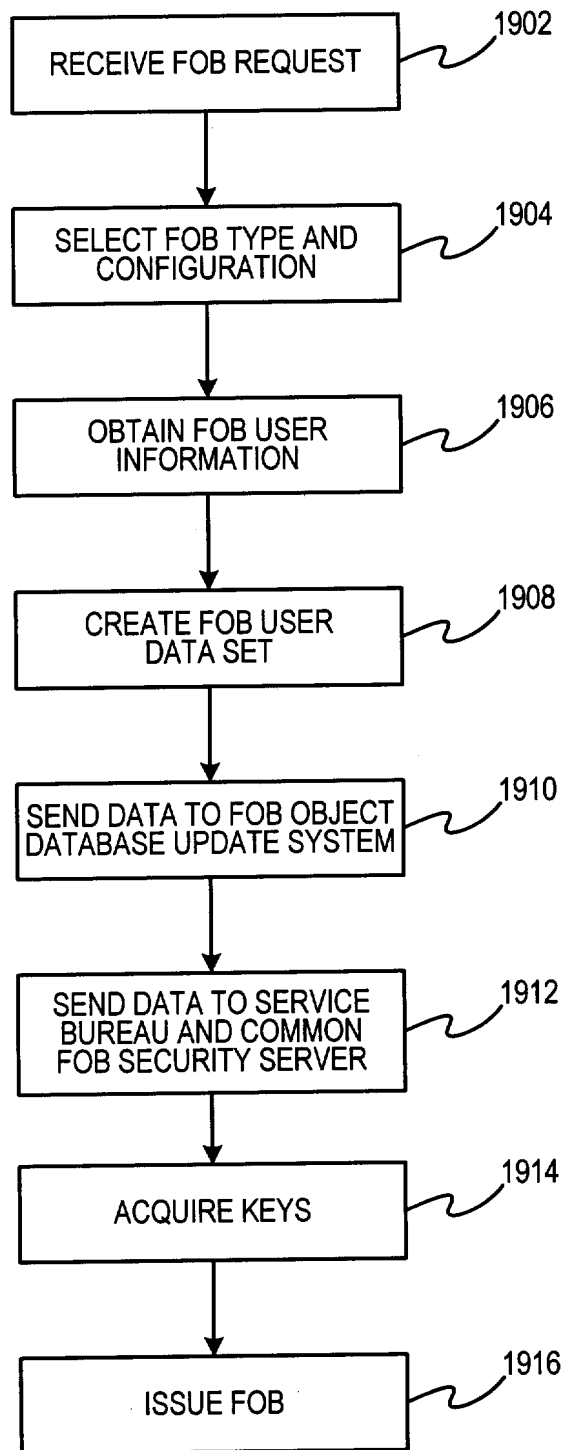 1902
RECEIVE FOB REQUEST
1904
SELECT FOB TYPE AND
CONFIGURATION
1906
OBTAIN FOB USER
INFORMATION
1908
CREATE FOB USER
DATA SET
1910
SEND DATA TO FOB OBJECT
DATABASE UPDATE SYSTEM
1912
SEND DATA TO SERVICE
BUREAU AND COMMON
FOB SECURITY SERVER
1914
ACQUIRE KEYS
1916
ISSUE FOB